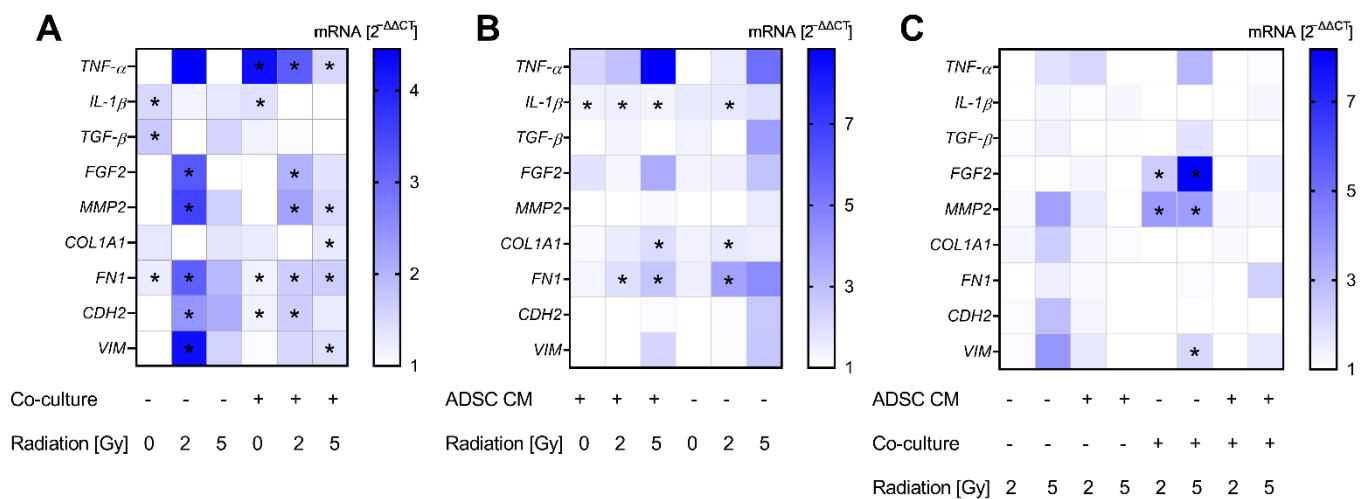 A
mRNA [2^-ΔΔCT]
TNF-α
IL-1β
TGF-β
FGF2
MMP2
COL1A1
FN1
CDH2
VIM
* * *
* *
*
* *
* * *
*
* * * * *
* * *
* *
4
3
2
1
Co-culture - - - + + +
Radiation [Gy] 0 2 5 0 2 5
B
mRNA [2^-ΔΔCT]
TNF-α
IL-1β
TGF-β
FGF2
MMP2
COL1A1
FN1
CDH2
VIM
* * * *
* *
* * *
7
5
3
1
ADSC CM + + + - - -
Radiation [Gy] 0 2 5 0 2 5
C
mRNA [2^-ΔΔCT]
TNF-α
IL-1β
TGF-β
FGF2
MMP2
COL1A1
FN1
CDH2
VIM
* *
* *
*
7
5
3
1
ADSC CM - - + + - - + +
Co-culture - - - - + + + +
Radiation [Gy] 2 5 2 5 2 5 2 5